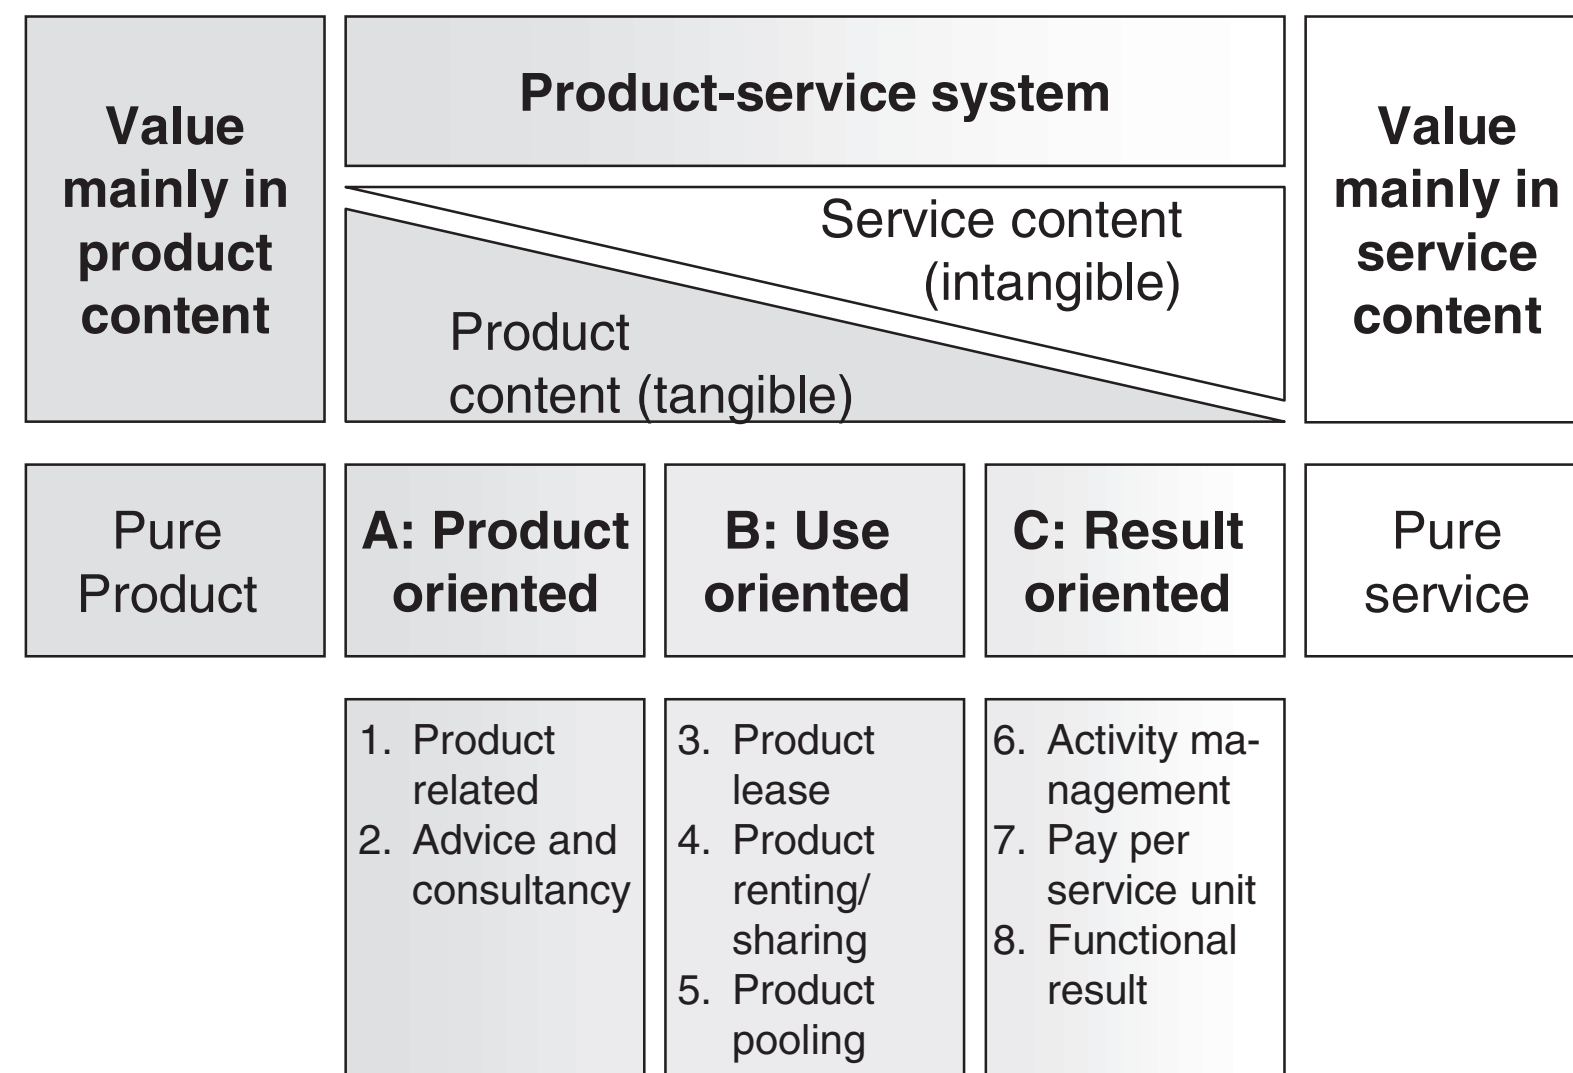 Value
mainly in
product
content
Product-service system
Service content
(intangible)
Product
content (tangible)
Value
mainly in
service
content
Pure
Product
A: Product
oriented
B: Use
oriented
C: Result
oriented
Pure
service
1. Product
related
2. Advice and
consultancy
3. Product
lease
4. Product
renting/
sharing
5. Product
pooling
6. Activity ma-
nagement
7. Pay per
service unit
8. Functional
result